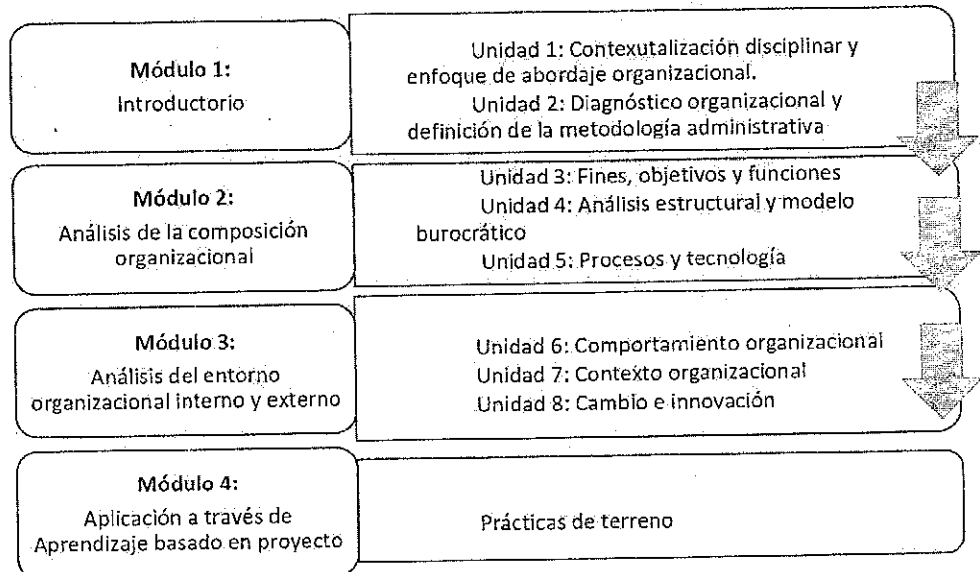 Módulo 1:
Introductorio
Unidad 1: Contexutalización disciplinar y
enfoque de abordaje organizacional.
Unidad 2: Diagnóstico organizacional y
definición de la metodología administrativa
Módulo 2:
Análisis de la composición
organizacional
Unidad 3: Fines, objetivos y funciones
Unidad 4: Análisis estructural y modelo
burocrático
Unidad 5: Procesos y tecnología
Módulo 3:
Análisis del entorno
organizacional interno y externo
Unidad 6: Comportamiento organizacional
Unidad 7: Contexto organizacional
Unidad 8: Cambio e innovación
Módulo 4:
Aplicación a través de
Aprendizaje basado en proyecto
Prácticas de terreno